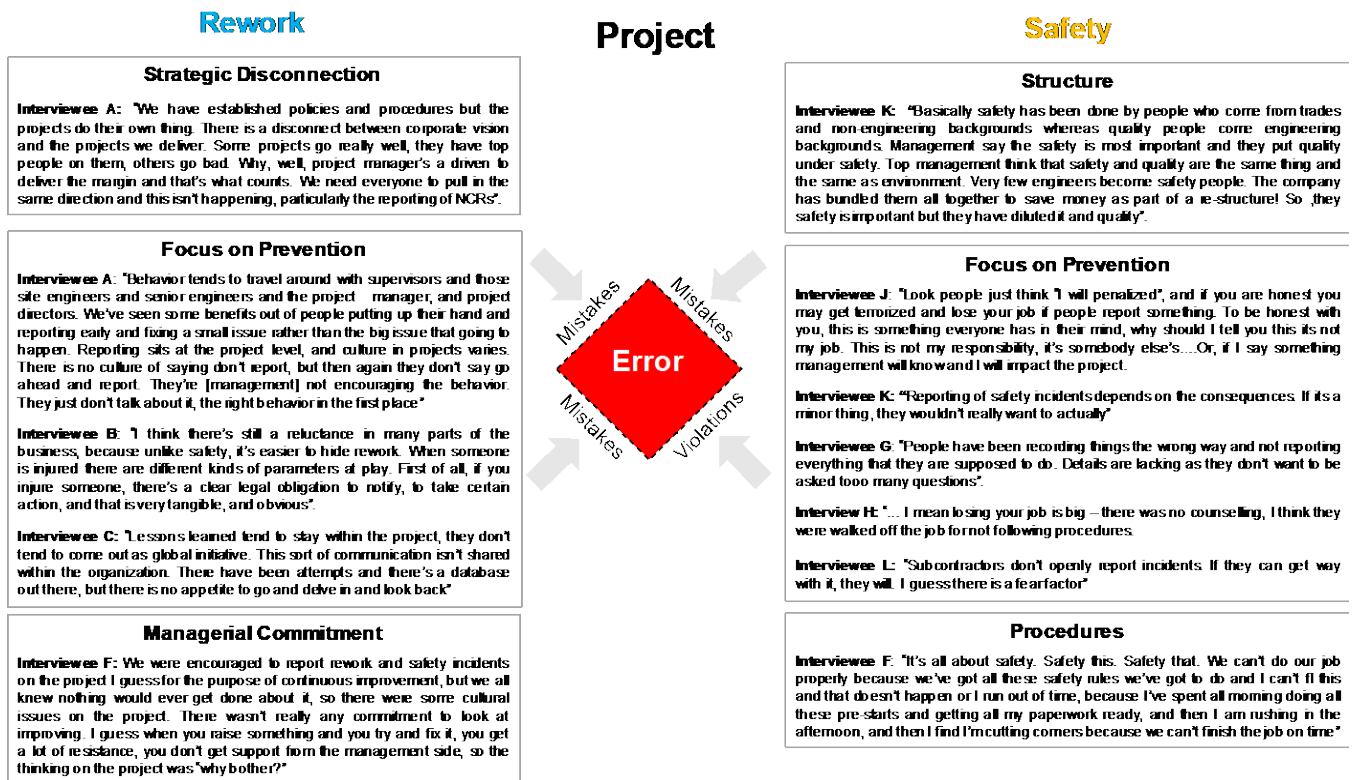 Rework
Project
Safety
Strategic Disconnection
Interviewee A: "We have established policies and procedures but the
projects do their own thing. There is a disconnect between corporate vision
and the projects we deliver. Some projects go really well, they have top
people on them, others go bad. Why, well, project manager's a driven to
deliver the margin and that's what counts. We need everyone to pull in the
same direction and this isn't happening, particularly the reporting of NCRs".
Focus on Prevention
Interviewee A: "Behavior tends to travel around with supervisors and those
site engineers and senior engineers and the project manager, and project
directors. We've seen some benefits out of people putting up their hand and
reporting early and fixing a small issue rather than the big issue that going to
happen. Reporting sits at the project level, and culture in projects varies.
There is no culture of saying don't report, but then again they don't say go
ahead and report. They're [management] not encouraging the behavior.
They just don't talk about it, the right behavior in the first place"
Interviewee B: "I think there's still a reluctance in many parts of the
business, because unlike safety, it's easier to hide rework. When someone
is injured there are different kinds of parameters at play. First of all, if you
injure someone, there's a clear legal obligation to notify, to take certain
action, and that is very tangible, and obvious".
Interviewee C: "Lessons learned tend to stay within the project, they don't
tend to come out as global initiative. This sort of communication isn't shared
within the organization. There have been attempts and there's a database
out there, but there is no appetite to go and delve in and look back"
Managerial Commitment
Interviewee F: We were encouraged to report rework and safety incidents
on the project I guess for the purpose of continuous improvement, but we all
knew nothing would ever get done about it, so there were some cultural
issues on the project. There wasn't really any commitment to look at
improving. I guess when you raise something and you try and fix it, you get
a lot of resistance, you don't get support from the management side, so the
thinking on the project was "why bother?"
Mistakes
Mistakes
Error
Mistakes
Violations
Structure
Interviewee K: "Basically safety has been done by people who come from trades
and non-engineering backgrounds whereas quality people come engineering
backgrounds. Management say the safety is most important and they put quality
under safety. Top management think that safety and quality are the same thing and
the same as environment. Very few engineers become safety people. The company
has bundled them all together to save money as part of a re-structure! So ,they
safety is important but they have diluted it and quality".
Focus on Prevention
Interviewee J: "Look people just think "I will penalized", and if you are honest you
may get terrorized and lose your job if people report something. To be honest with
you, this is something everyone has in their mind, why should I tell you this its not
my job. This is not my responsibility, it's somebody else's....Or, if I say something
management will know and I will impact the project.
Interviewee K: "Reporting of safety incidents depends on the consequences. If its a
minor thing, they wouldn't really want to actually"
Interviewee G: "People have been recording things the wrong way and not reporting
everything that they are supposed to do. Details are lacking as they don't want to be
asked tooo many questions".
Interview H: "... I mean losing your job is big – there was no counselling, I think they
were walked off the job for not following procedures.
Interviewee L: "Subcontractors don't openly report incidents. If they can get way
with it, they will. I guess there is a fear factor"
Procedures
Interviewee F: "It's all about safety. Safety this. Safety that. We can't do our job
properly because we've got all these safety rules we've got to do and I can't fl this
and that doesn't happen or I run out of time, because I've spent all morning doing all
these pre-starts and getting all my paperwork ready, and then I am rushing in the
afternoon, and then I find I'm cutting corners because we can't finish the job on time"